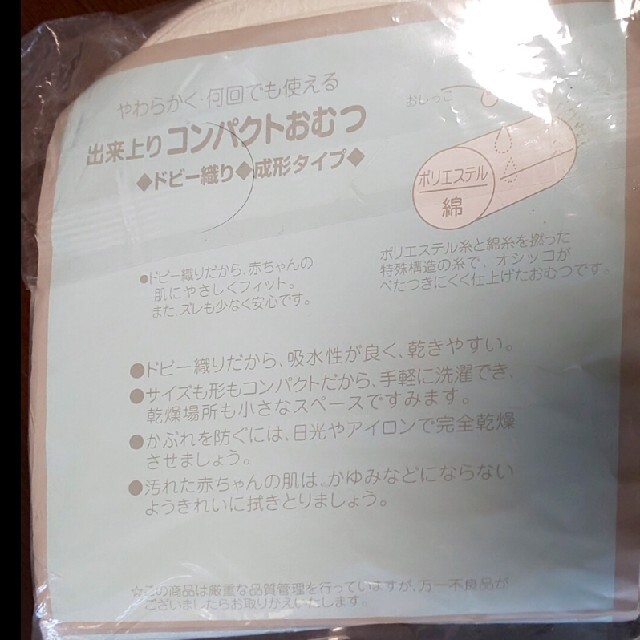 やわらかく、何回でも使える
出来上りコンパクトおむつ
◆ドビー織り◆成形タイプ◆
おしっこ
ポリエステル
綿
●ドビー織りだから、赤ちゃんの
肌にやさしくフィット。
また、ズレも少なく安心です。
ポリエステル糸と綿糸を撚った
特殊構造の糸で、オシッコが
べたつきにくく仕上げたおむつです。
●ドビー織りだから、吸水性が良く、乾きやすい。
●サイズも形もコンパクトだから、手軽に洗濯でき、
乾燥場所も小さなスペースですみます。
●かぶれを防ぐには、日光やアイロンで完全乾燥
させましょう。
●汚れた赤ちゃんの肌は、かゆみなどにならない
ようきれいに拭きとりましょう。
☆この商品は厳重な品質管理を行っていますが、万一不良品が
ございましたらお取りかえいたします。